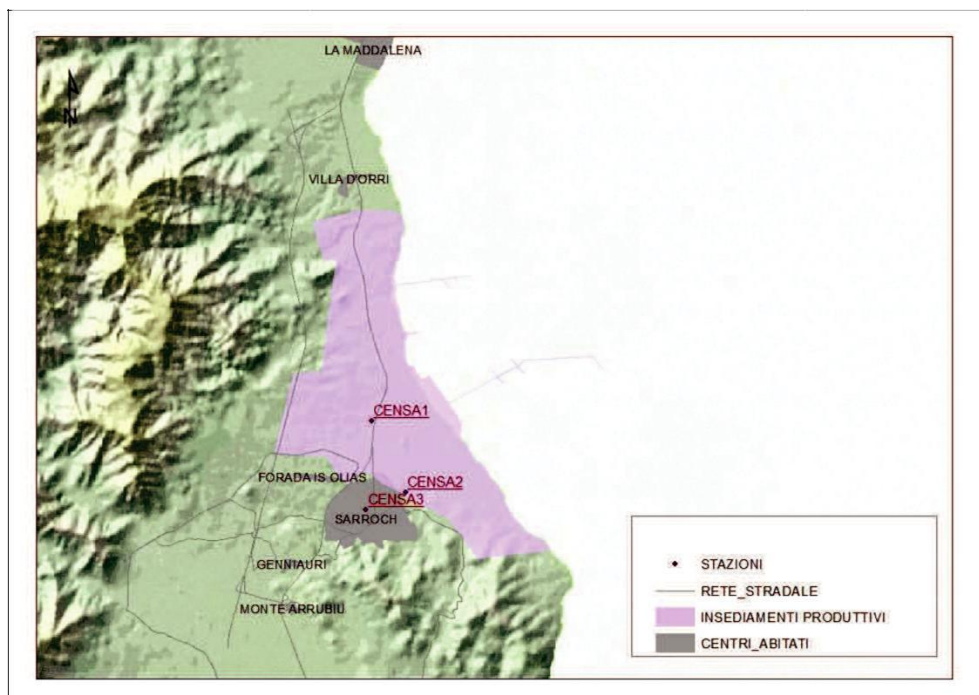 LA MADDALENA
N
VILLA D'ORRI
CENSA1
FORADA IS OLIAS
CENSA2
CENSA3
SARROCH
GENNIAURI
MONTE ARRUBIU
STAZIONI
RETE_STRADALE
INSEDIAMENTI PRODUTTIVI
CENTRI_ABITATI